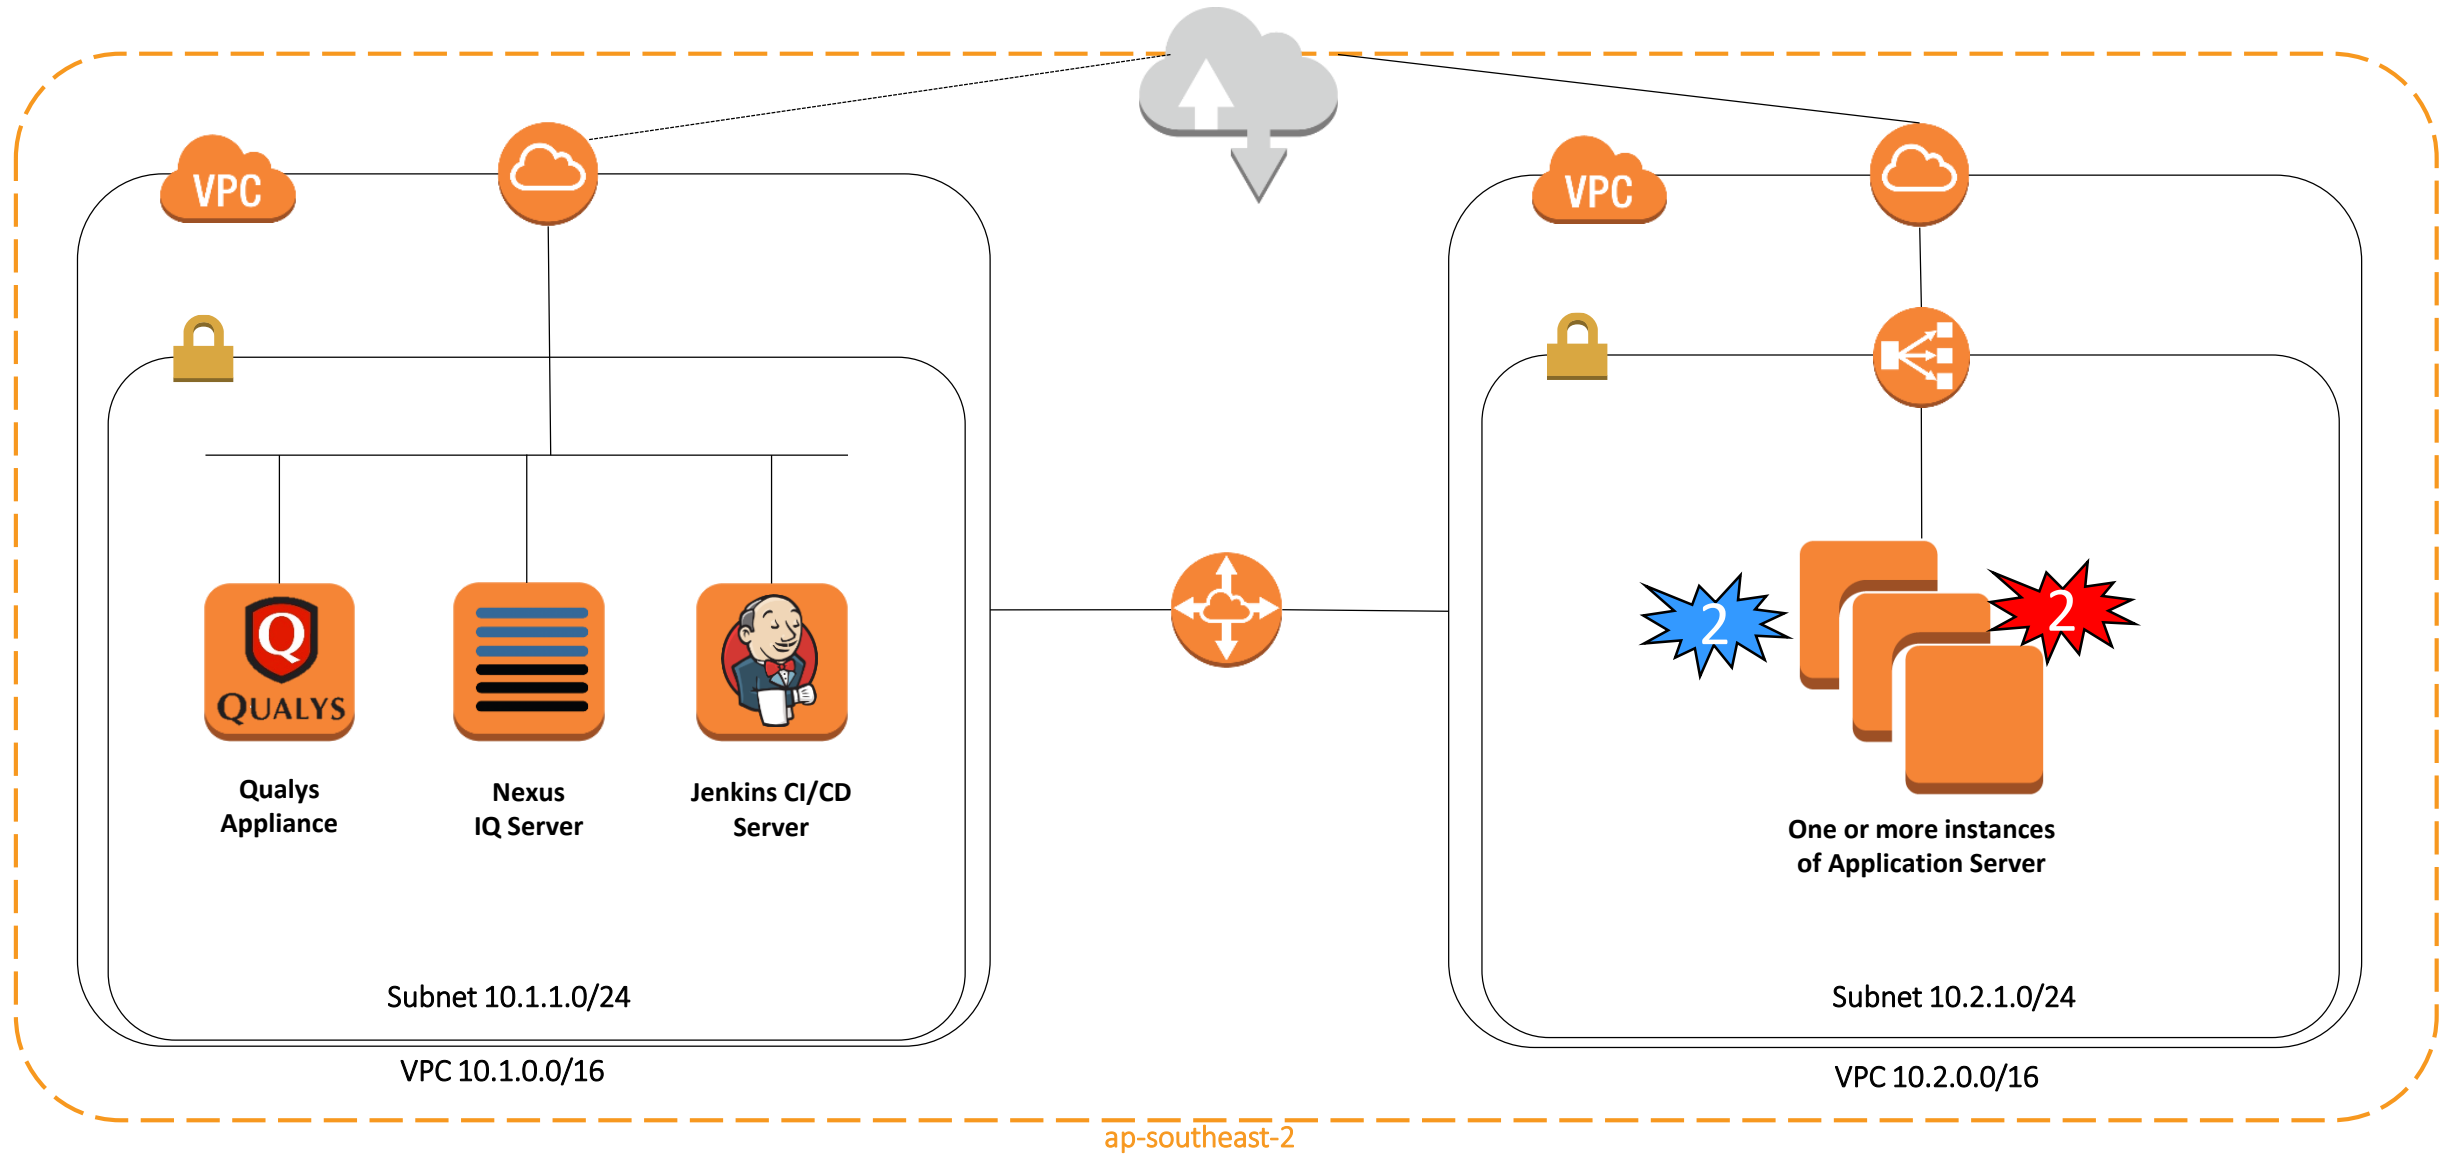 VPC
VPC
2
2
Q
QUALYS
Qualys
Appliance
Nexus
IQ Server
Jenkins CI/CD
Server
One or more instances
of Application Server
Subnet 10.1.1.0/24
Subnet 10.2.1.0/24
VPC 10.1.0.0/16
VPC 10.2.0.0/16
ap-southeast-2